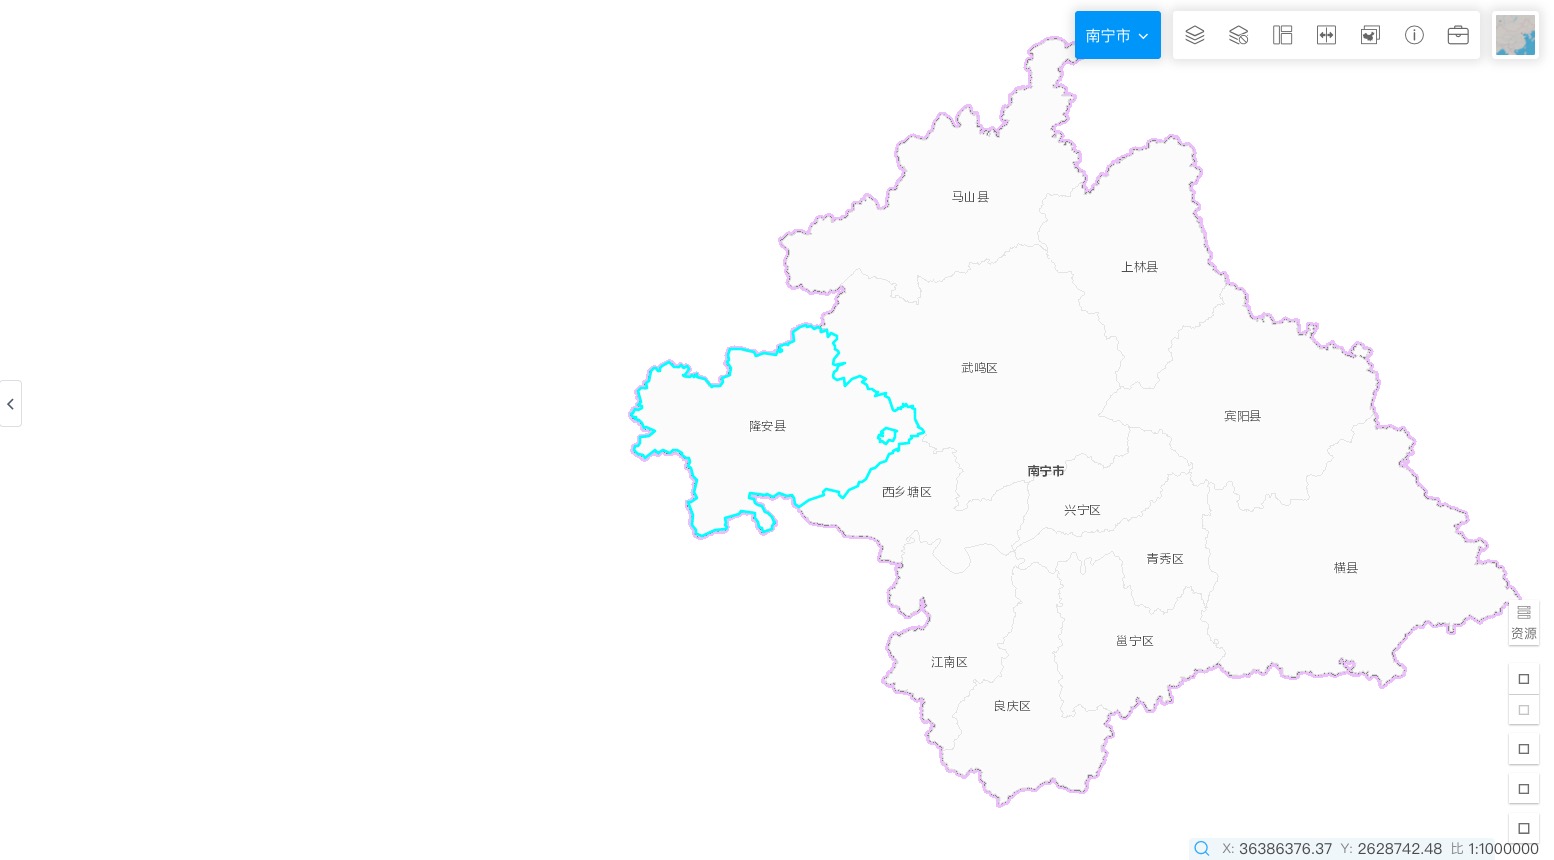 南宁市
马山县
上林县
武鸣区
宾阳县
隆安县
南宁市
西乡塘区
兴宁区
青秀区
横县
资源
邕宁区
江南区
良庆区
X: 36386376.37 Y: 2628742.48 比 1:1000000